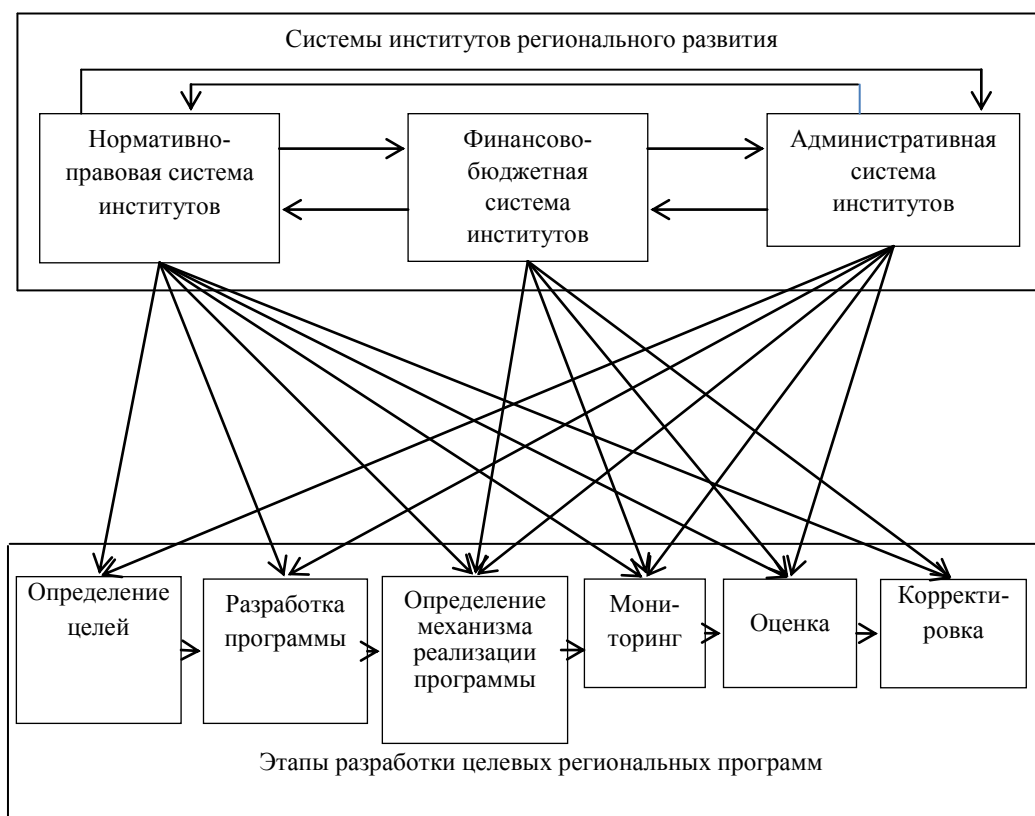 Системы институтов регионального развития
Нормативно-
правовая система
институтов
Финансово-
бюджетная
система
институтов
Административная
система
институтов
Определение
целей
Разработка
программы
Определение
механизма
реализации
программы
Мони-
торинг
Оценка
Корректи-
ровка
Этапы разработки целевых региональных программ